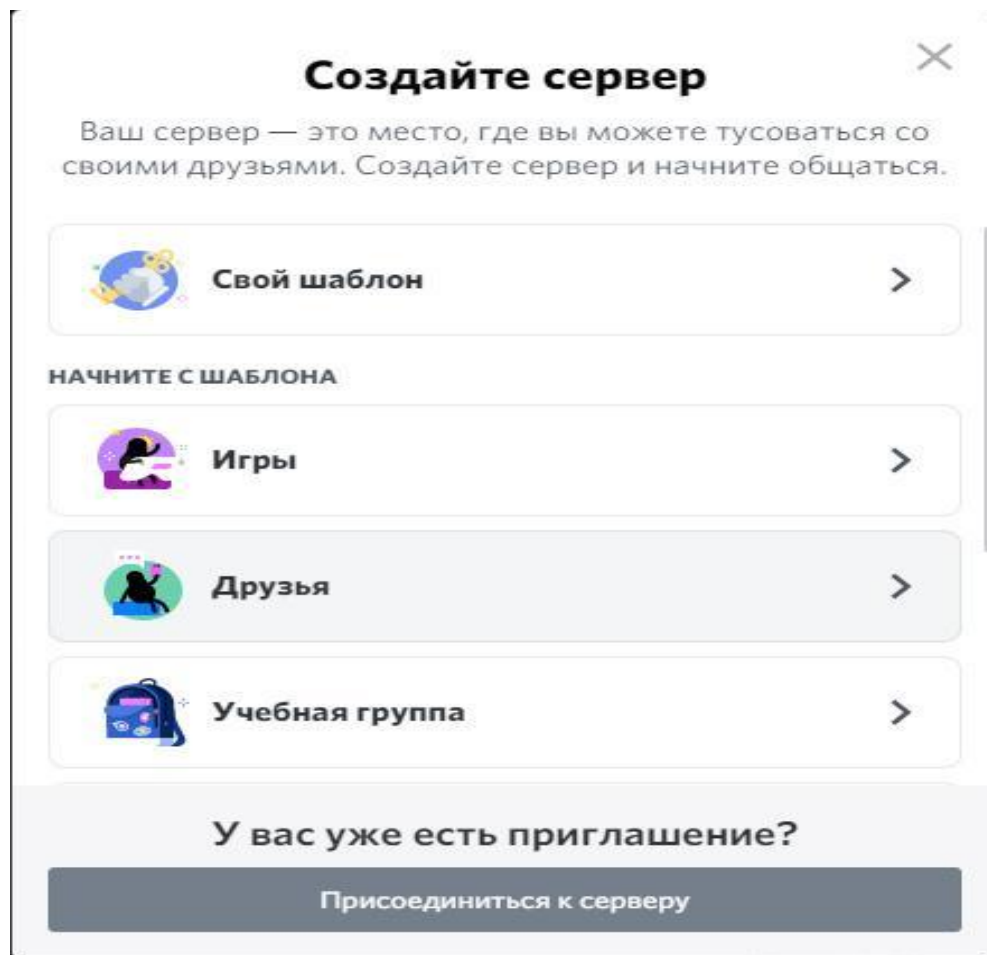 Создайте сервер
Ваш сервер — это место, где вы можете тусоваться со
своими друзьями. Создайте сервер и начните общаться.
Свой шаблон
НАЧНИТЕ С ШАБЛОНА
Игры
Друзья
Учебная группа
У вас уже есть приглашение?
Присоединиться к серверу